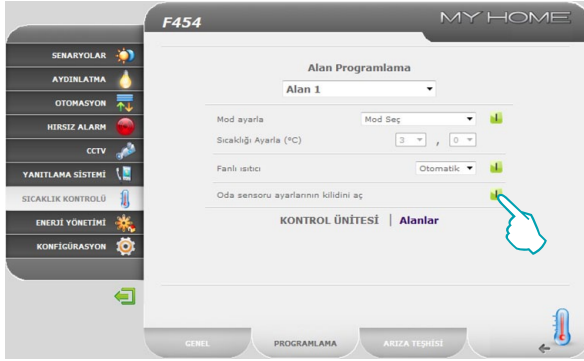 F454
MY HOME
SENARYOLAR
AYDINLATMA
OTOMASYON
HIRSIZ ALARM
CCTV
YANITLAMA SİSTEMİ
SICAKLIK KONTROLÜ
ENERJİ YÖNETİMİ
KONFİGÜRASYON
Alan Programlama
Alan 1
Mod ayarla Mod Seç
Sıcaklığı Ayarla (°C) 3 , 0
Fanlı ısıtıcı Otomatik
Oda sensoru ayarlarının kilidini aç
KONTROL ÜNİTESİ | Alanlar
GENEL PROGRAMLAMA ARIZA TEŞHİSİ